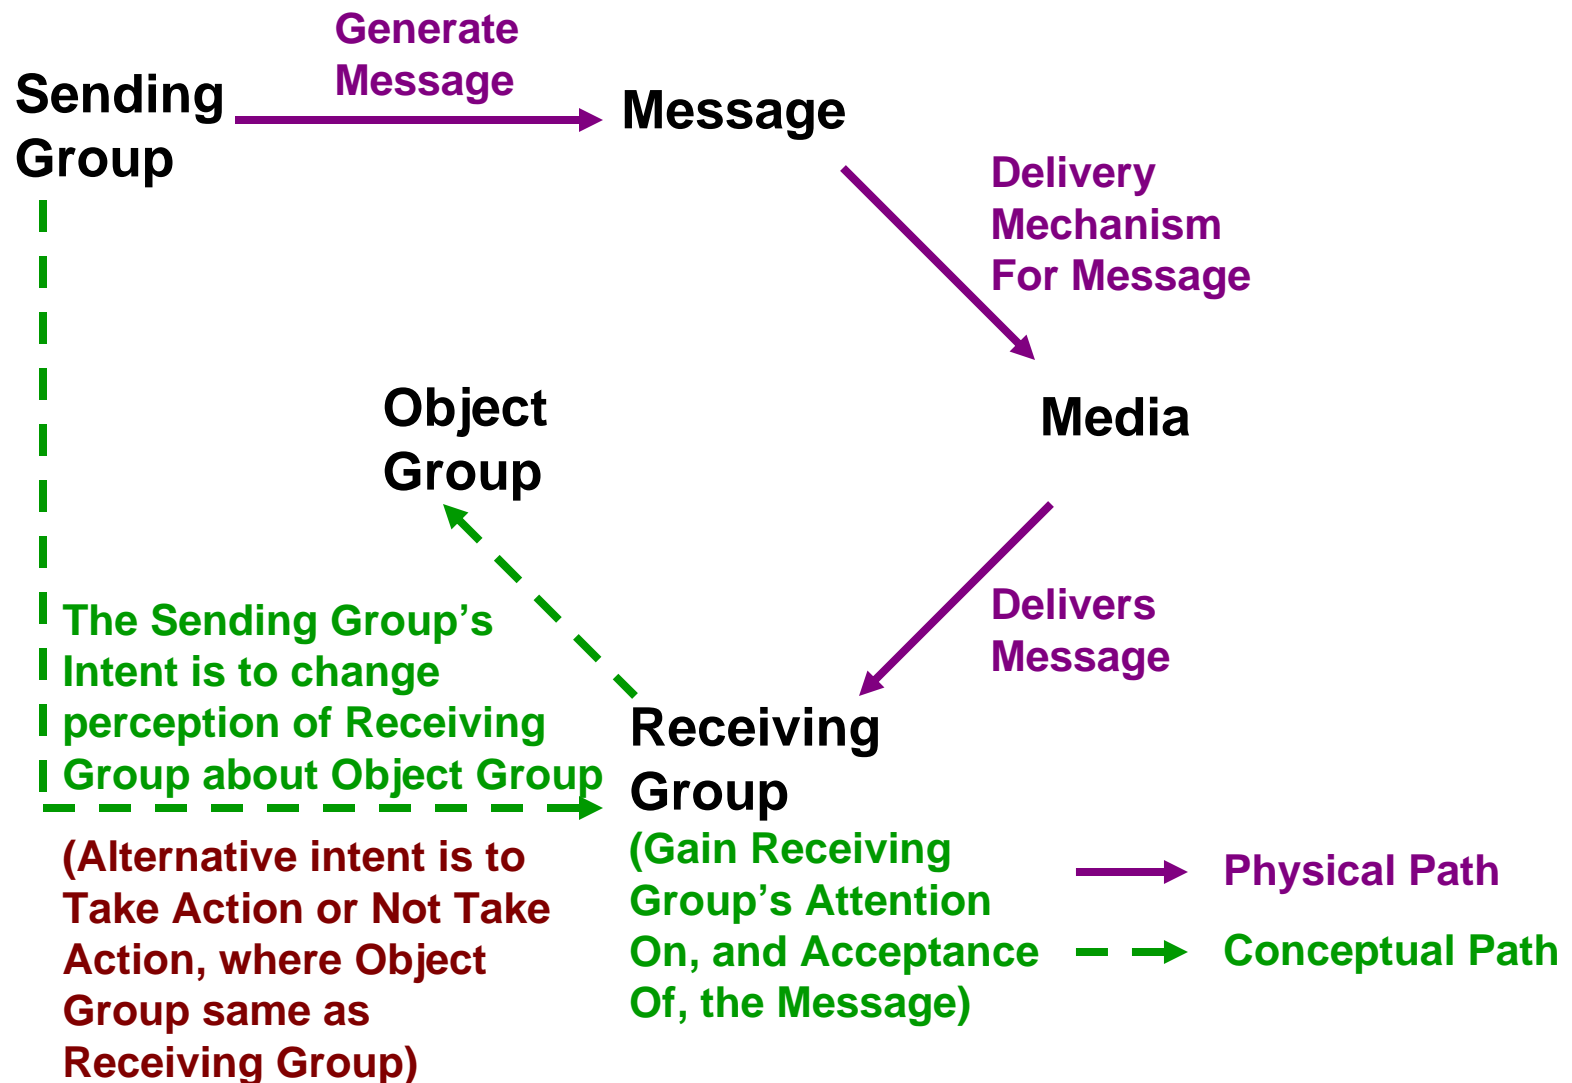 Generate
Message
Sending
Group
Message
Delivery
Mechanism
For Message
Object
Group
Media
The Sending Group’s
Intent is to change
perception of Receiving
Group about Object Group
Delivers
Message
Receiving
Group
(Gain Receiving
Group’s Attention
On, and Acceptance
Of, the Message)
(Alternative intent is to
Take Action or Not Take
Action, where Object
Group same as
Receiving Group)
Physical Path
Conceptual Path